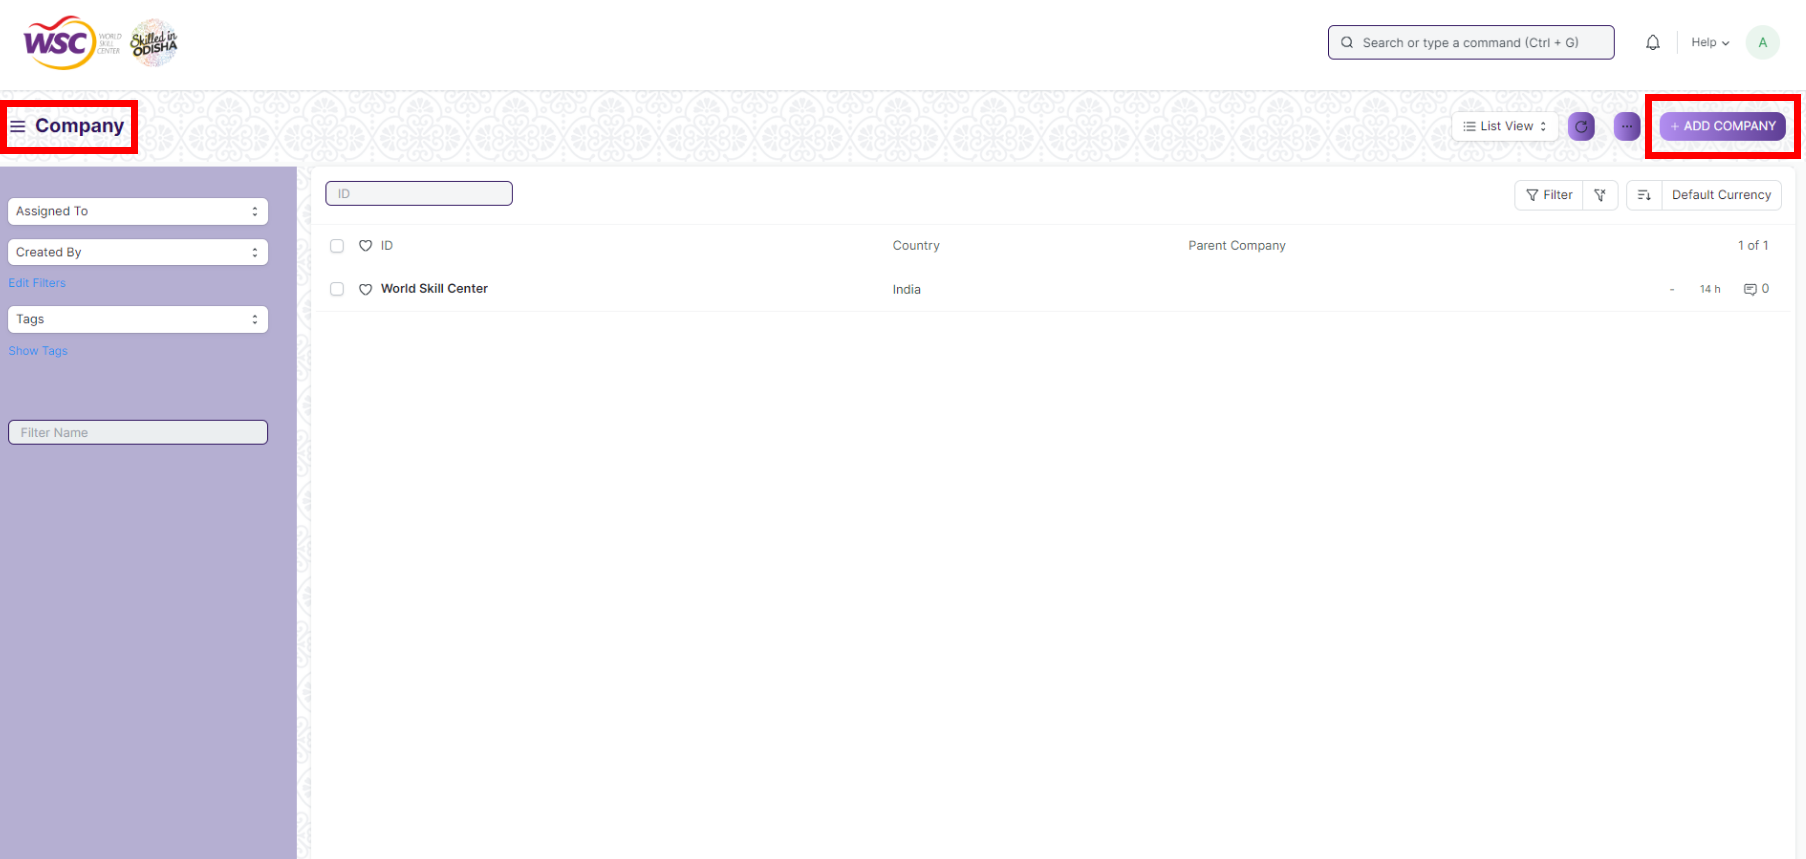 WSC WORLD SKILL CENTER
Skilled in ODISHA
Search or type a command (Ctrl + G)
Help
A
Company
List View
+ ADD COMPANY
Assigned To
Created By
Edit Filters
Tags
Show Tags
Filter Name
ID
Filter
Default Currency
ID Country Parent Company 1 of 1
World Skill Center India - 14 h 0